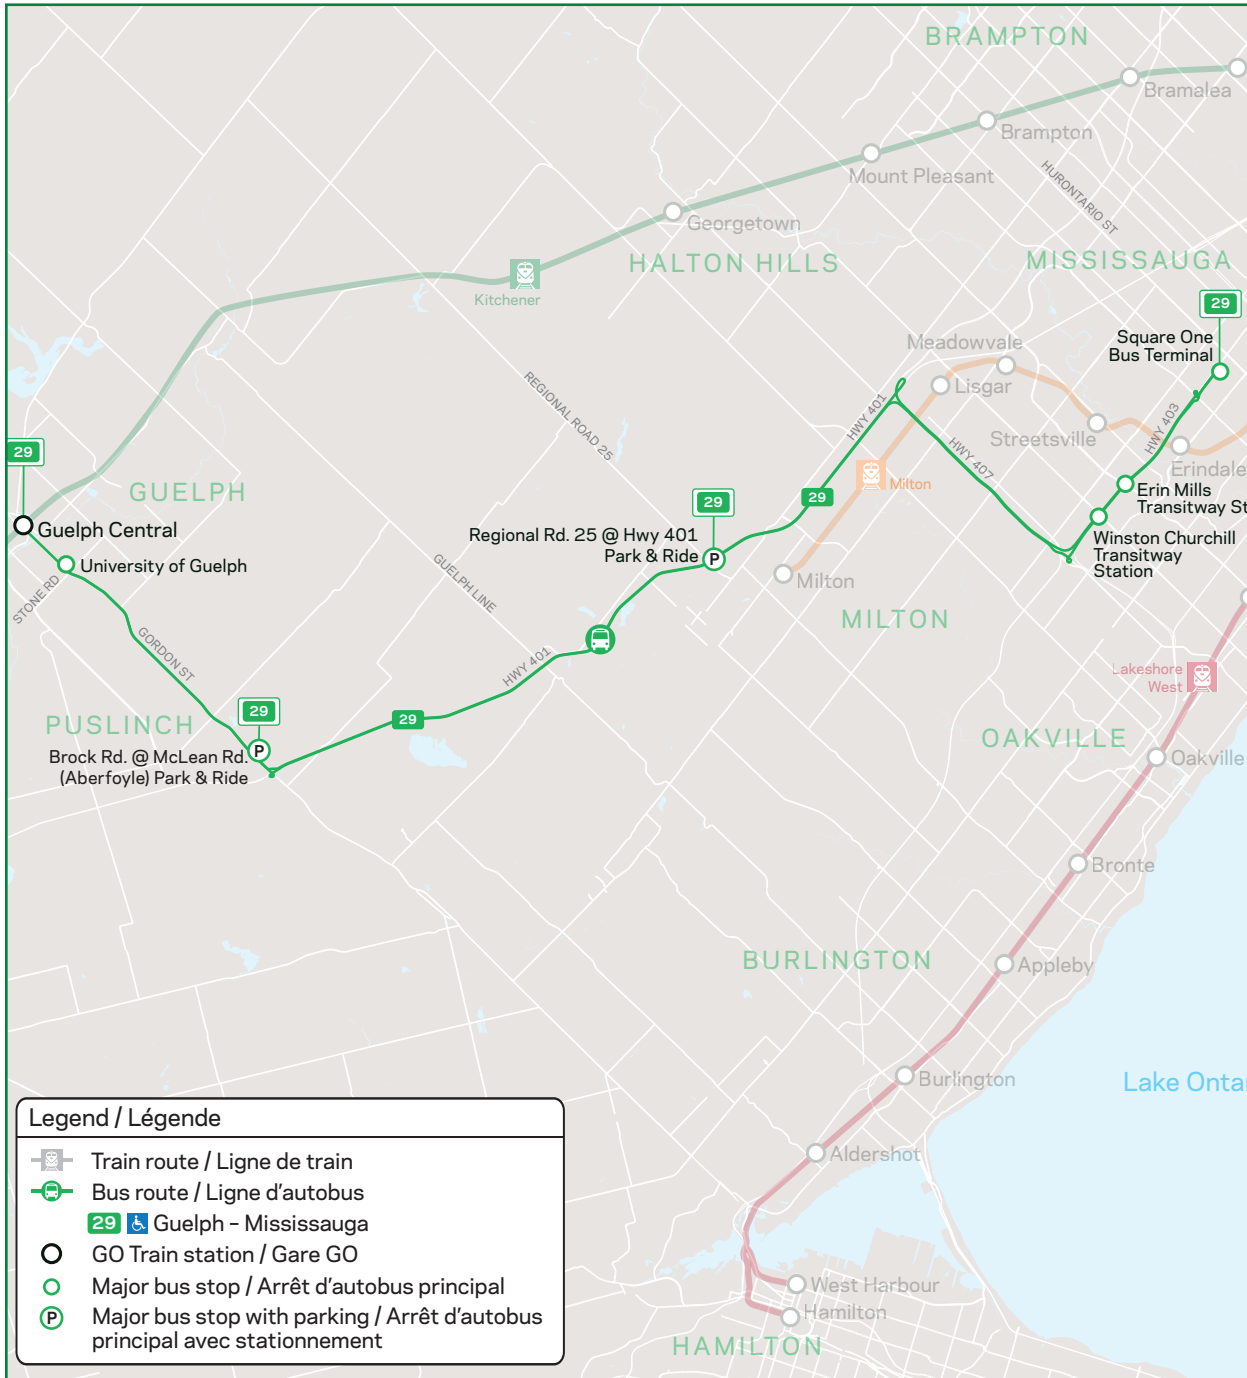 BRAMPTON
Bramalea
Brampton
Mount Pleasant
HURONTARIO ST
Georgetown
HALTON HILLS
MISSISSAUGA
Kitchener
29
Square One
Bus Terminal
Meadowvale
Lisgar
REGIONAL ROAD 25
HWY 401
HWY 403
Streetsville
HWY 407
Erindale
29
GUELPH
Milton
Erin Mills
Transitway St
29
29
Guelph Central
Regional Rd. 25 @ Hwy 401
Park & Ride
P
Winston Churchill
Transitway
Station
University of Guelph
GUELPH LINE
Milton
STONE RD
MILTON
GORDON ST
HWY 401
Lakeshore
West
29
PUSLINCH
29
OAKVILLE
Brock Rd. @ McLean Rd.
(Aberfoyle) Park & Ride
P
Oakville
Bronte
BURLINGTON
Appleby
Burlington
Lake Onta
Aldershot
West Harbour
Hamilton
HAMILTON
Legend / Légende
Train route / Ligne de train
Bus route / Ligne d'autobus
29 Guelph – Mississauga
GO Train station / Gare GO
Major bus stop / Arrêt d'autobus principal
P Major bus stop with parking / Arrêt d'autobus
principal avec stationnement